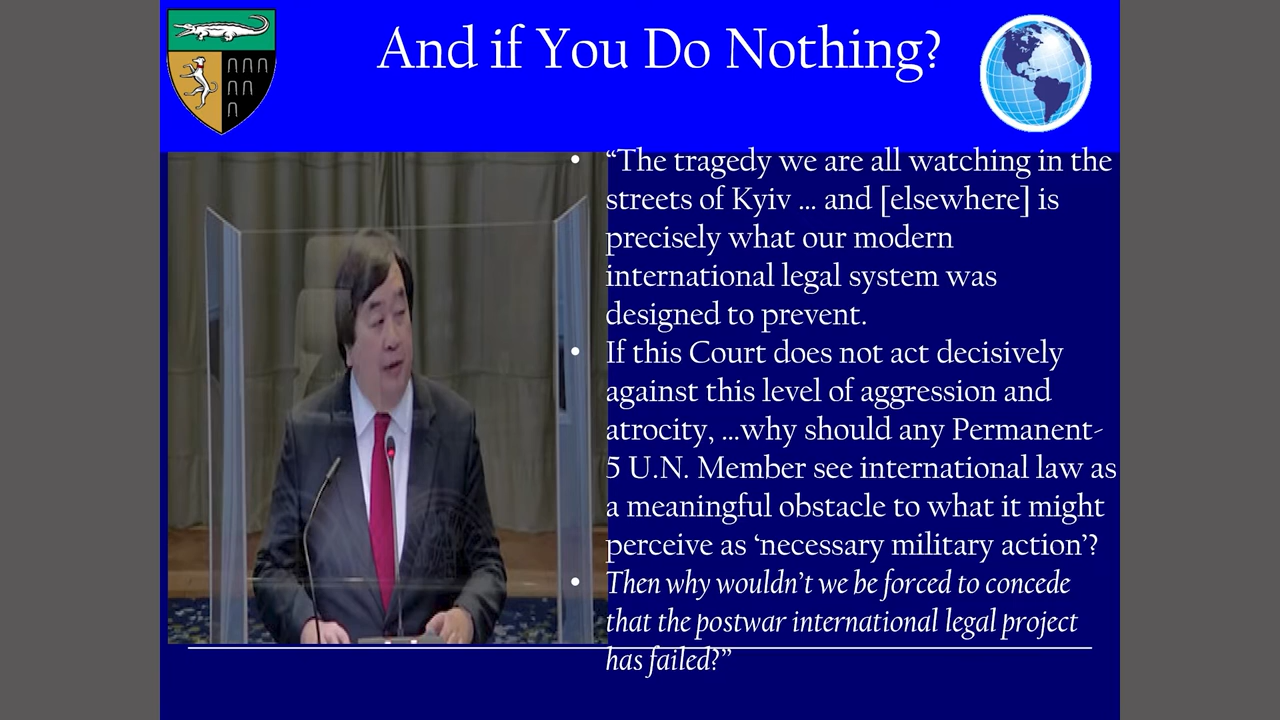 And if You Do Nothing?
• “The tragedy we are all watching in the
streets of Kyiv ... and [elsewhere] is
precisely what our modern
international legal system was
designed to prevent.
• If this Court does not act decisively
against this level of aggression and
atrocity, ...why should any Permanent-
5 U.N. Member see international law as
a meaningful obstacle to what it might
perceive as ‘necessary military action’?
• Then why wouldn’t we be forced to concede
that the postwar international legal project
has failed?”